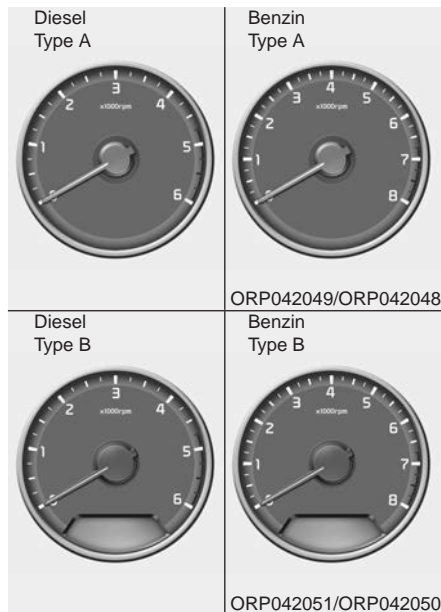 Diesel
Type A
0 1 2 3 4 5 6
x1000rpm
Benzin
Type A
0 1 2 3 4 5 6 7 8
x1000rpm
ORP042049/ORP042048
Diesel
Type B
0 1 2 3 4 5 6
x1000rpm
Benzin
Type B
0 1 2 3 4 5 6 7 8
x1000rpm
ORP042051/ORP042050